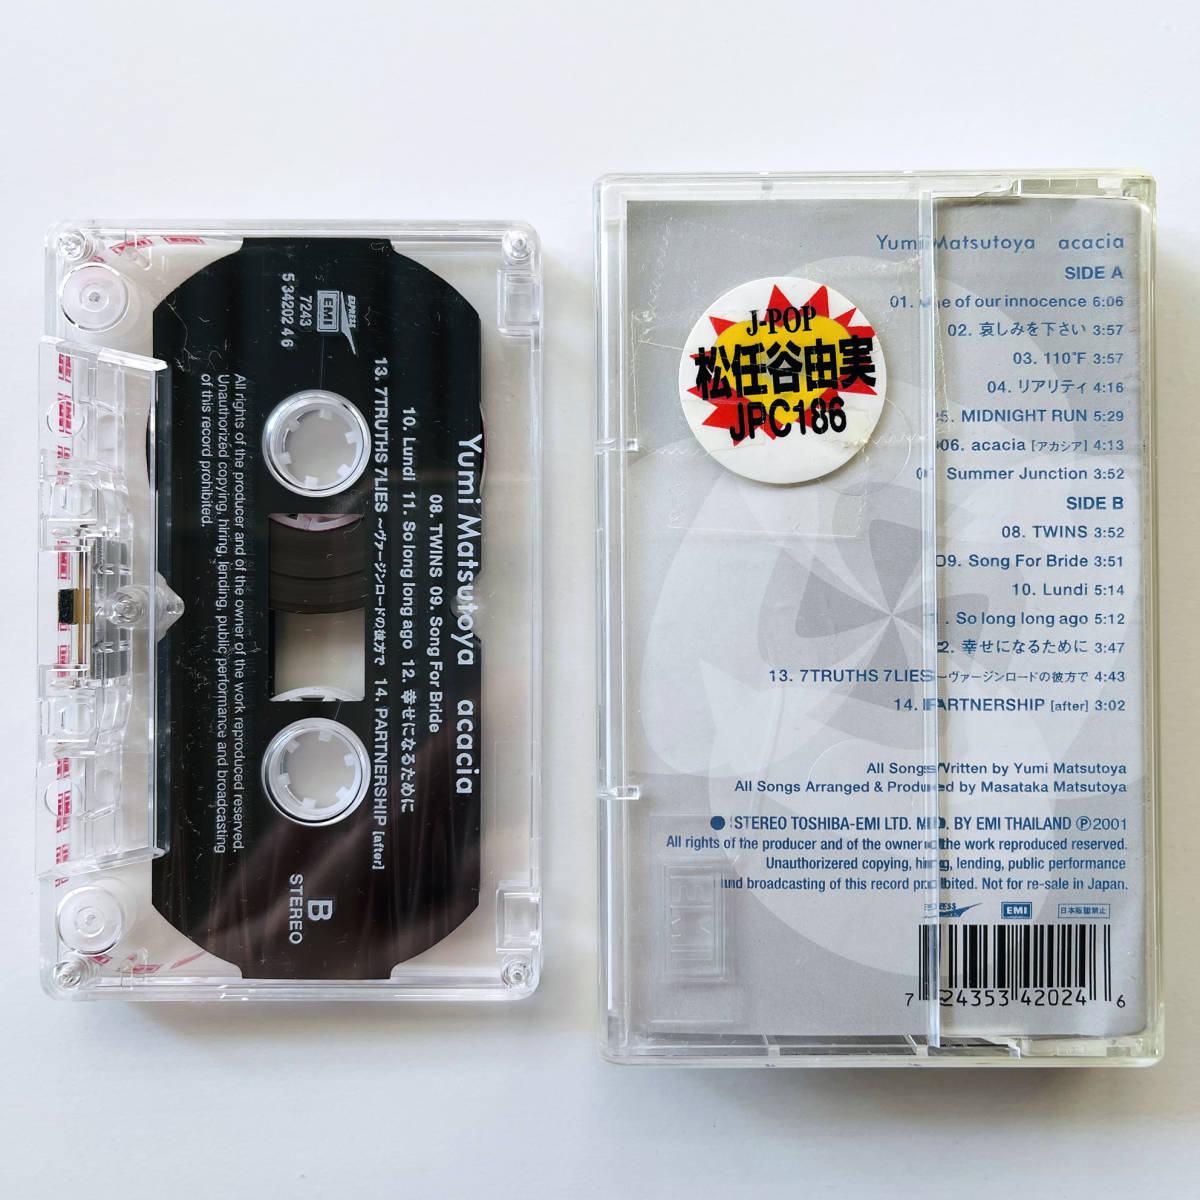 Yumi Matsutoya acacia
08. TWINS 09. Song For Bride
10. Lundi 11. So long long ago 12. 幸せになるために
13. 7TRUTHS 7LIES ～ヴァージンロードの彼方で 14. PARTNERSHIP [after]
EXPRESS
EMI
7243
5 34202 4 6
B
STEREO
All rights of the producer and of the owner of the work reproduced reserved.
Unauthorized copying, hiring, lending, public performance and broadcasting
of this record prohibited.
J-POP
松任谷由実
JPC186
Yumi Matsutoya acacia
SIDE A
01. of our innocence 6:06
02. 哀しみを下さい 3:57
03. 110°F 3:57
04. リアリティ 4:16
MIDNIGHT RUN 5:29
06. acacia [アカシア] 4:13
Summer Junction 3:52
SIDE B
08. TWINS 3:52
09. Song For Bride 3:51
10. Lundi 5:14
So long long ago 5:12
幸せになるために 3:47
13. 7TRUTHS 7LIES ～ヴァージンロードの彼方で 4:43
14. PARTNERSHIP [after] 3:02
All Songs Written by Yumi Matsutoya
All Songs Arranged & Produced by Masataka Matsutoya
STEREO TOSHIBA-EMI LTD. MFD. BY EMI THAILAND Ⓟ2001
All rights of the producer and of the owner of the work reproduced reserved.
Unauthorizered copying, hiring, lending, public performance
and broadcasting of this record prohibited. Not for re-sale in Japan.
EXPRESS
EMI
日本販売禁止
7 24353 42024 6